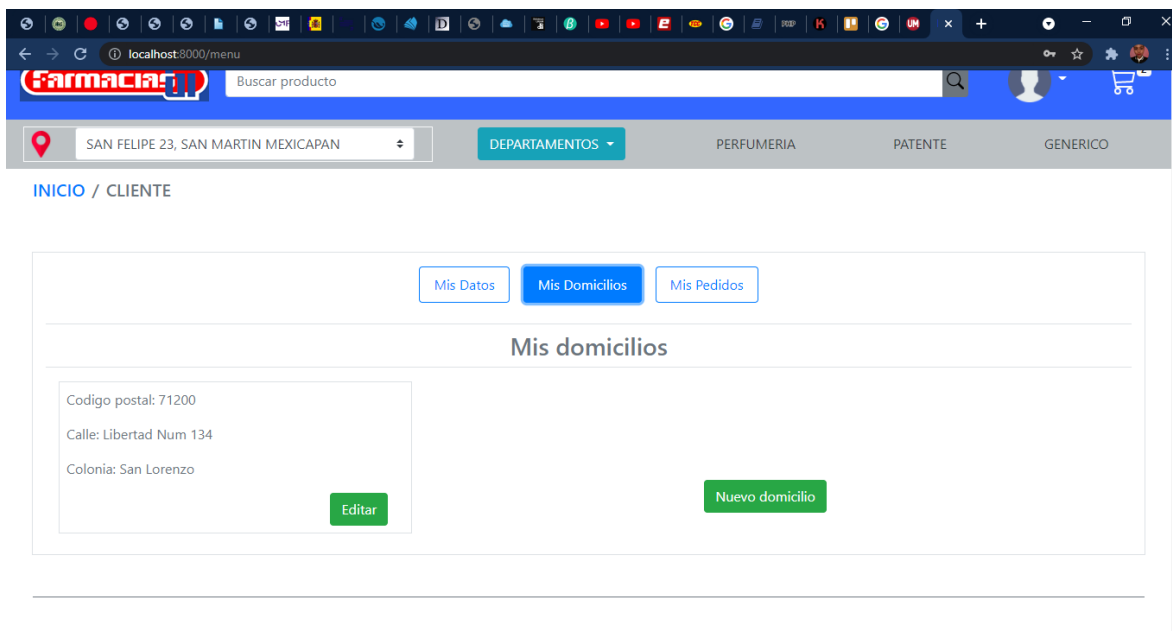 localhost:8000/menu
Farmacias
Buscar producto
SAN FELIPE 23, SAN MARTIN MEXICAPAN
DEPARTAMENTOS
PERFUMERIA
PATENTE
GENERICO
INICIO / CLIENTE
Mis Datos
Mis Domicilios
Mis Pedidos
Mis domicilios
Codigo postal: 71200
Calle: Libertad Num 134
Colonia: San Lorenzo
Editar
Nuevo domicilio